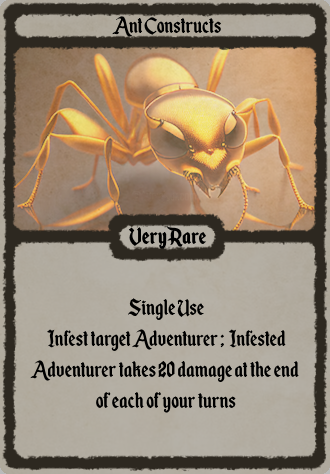 Ant Constructs
Very Rare
Single Use
Infest target Adventurer ; Infested
Adventurer takes 20 damage at the end
of each of your turns